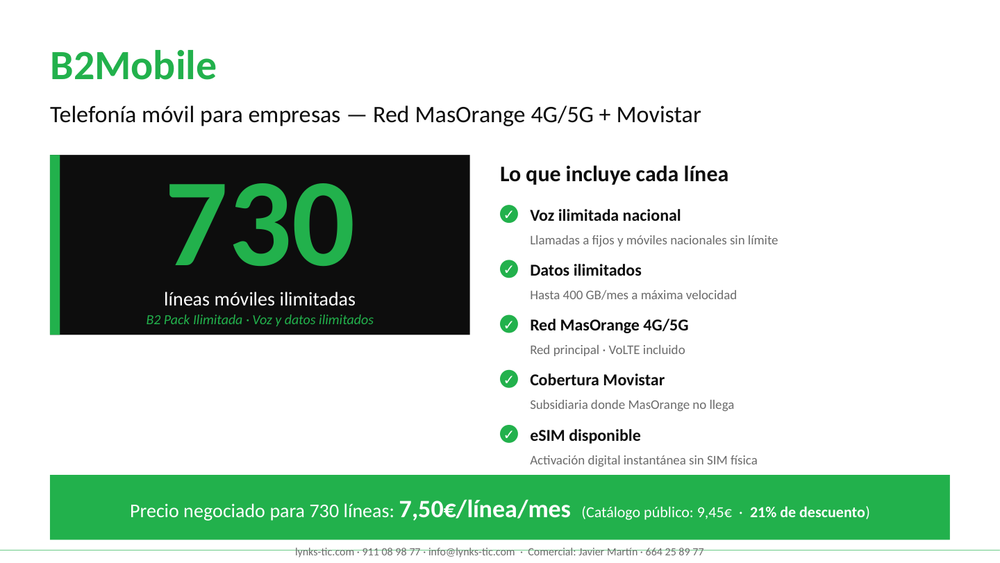 B2Mobile
Telefonía móvil para empresas — Red MasOrange 4G/5G + Movistar
730
líneas móviles ilimitadas
B2 Pack Ilimitada · Voz y datos ilimitados
Lo que incluye cada línea
✓ Voz ilimitada nacional
Llamadas a fijos y móviles nacionales sin límite
✓ Datos ilimitados
Hasta 400 GB/mes a máxima velocidad
✓ Red MasOrange 4G/5G
Red principal · VoLTE incluido
✓ Cobertura Movistar
Subsidiaria donde MasOrange no llega
✓ eSIM disponible
Activación digital instantánea sin SIM física
Precio negociado para 730 líneas: 7,50€/línea/mes (Catálogo público: 9,45€ · 21% de descuento)
lynks-tic.com · 911 08 98 77 · info@lynks-tic.com · Comercial: Javier Martín · 664 25 89 77